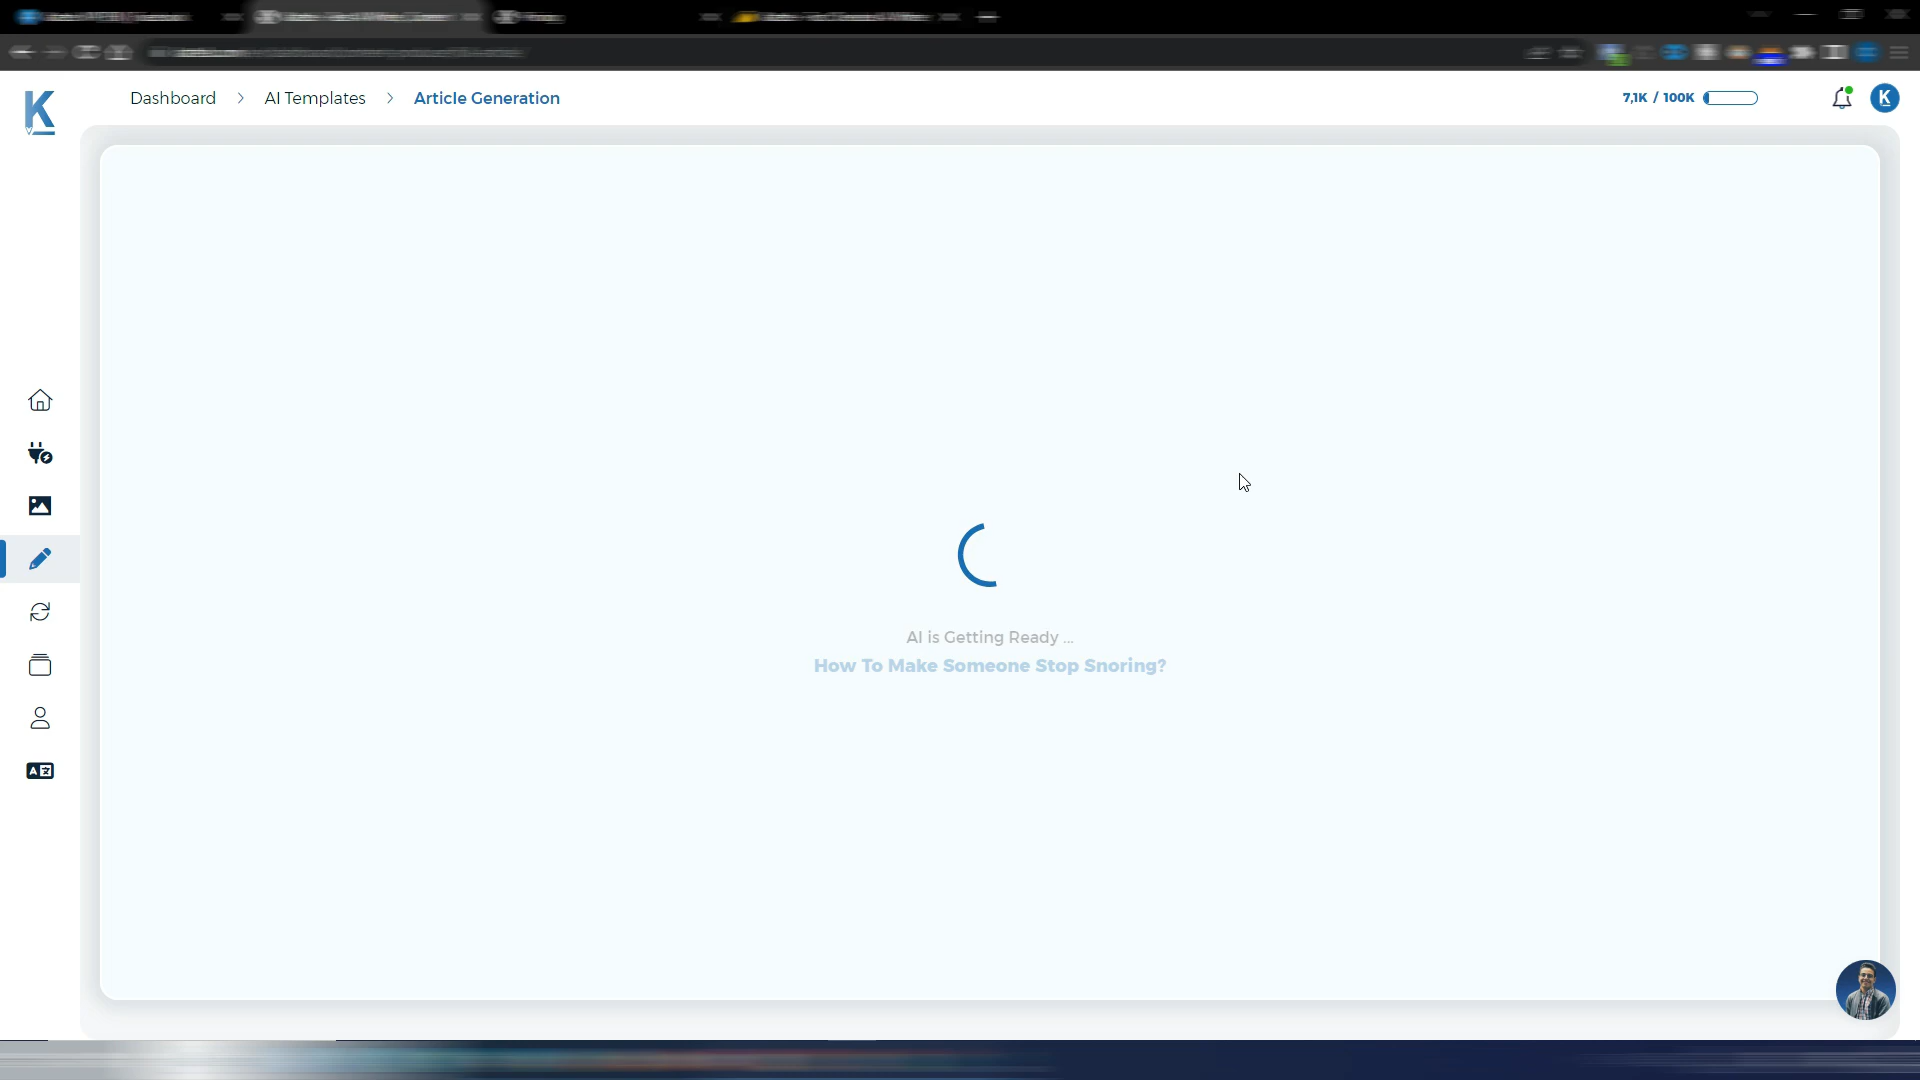 Dashboard > AI Templates > Article Generation
7,1K / 100K
K
K
AI is Getting Ready ...
How To Make Someone Stop Snoring?
A